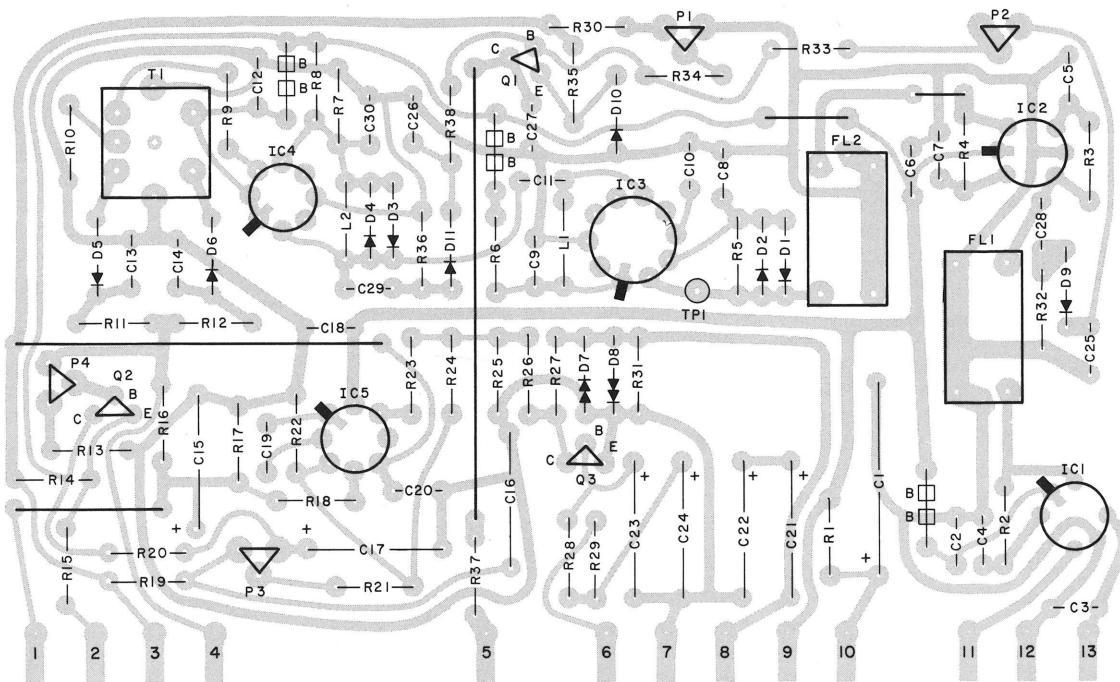 R30
P1
P2
B
C
Q1
E
R33
R34
R35
D10
C5
T1
R9
C12
B
B
R8
R7
C30
C26
R38
B
B
C27
IC2
R10
IC4
FL2
C6
C7
R4
R3
C10
C8
C11
IC3
L2
D4
D3
R36
D11
R6
C9
L1
R5
D2
D1
C28
FL1
D5
C13
C14
D6
D9
R32
C29
TP1
R11
R12
C18
C25
P4
Q2
B
C
E
R16
R23
R24
R25
R26
R27
D7
D8
R31
IC5
C15
R17
C19
R22
R13
B
E
C
Q3
R14
C16
C1
R18
C20
+
+
+
+
C23
C24
C22
C21
R1
B
B
C2
C4
R2
IC1
+
+
R15
R20
C17
R37
R28
R29
+
R19
P3
R21
C3
1
2
3
4
5
6
7
8
9
10
11
12
13